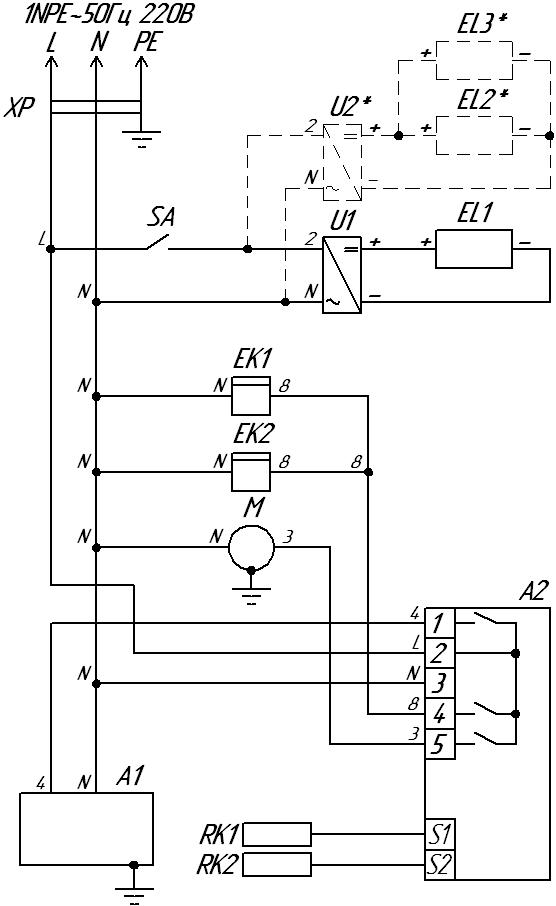 1NPE~50Гц 220В
L N PE
EL3*
+ −
XP
U2*
EL2*
2 = + + −
N ~ −
SA
U1
EL1
L 2 = + + −
N N ~ −
EK1
N N 8
EK2
N N 8 8
M
N N 3
A2
4 1
L 2
N N 3
8 4
3 5
4 N A1
RK1 S1
RK2 S2